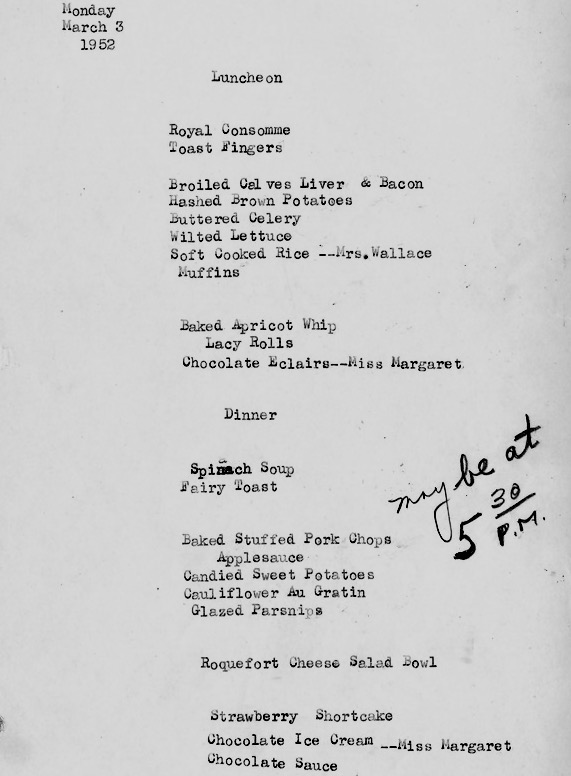 Monday
March 3
1952
Luncheon
Royal Consomme
Toast Fingers
Broiled Calves Liver & Bacon
Hashed Brown Potatoes
Buttered Celery
Wilted Lettuce
Soft Cooked Rice --Mrs.Wallace
Muffins
Baked Apricot Whip
Lacy Rolls
Chocolate Eclairs--Miss Margaret
Dinner
Spinach Soup
Fairy Toast
may be at
5 30
P.M.
Baked Stuffed Pork Chops
Applesauce
Candied Sweet Potatoes
Cauliflower Au Gratin
Glazed Parsnips
Roquefort Cheese Salad Bowl
Strawberry Shortcake
Chocolate Ice Cream --Miss Margaret
Chocolate Sauce